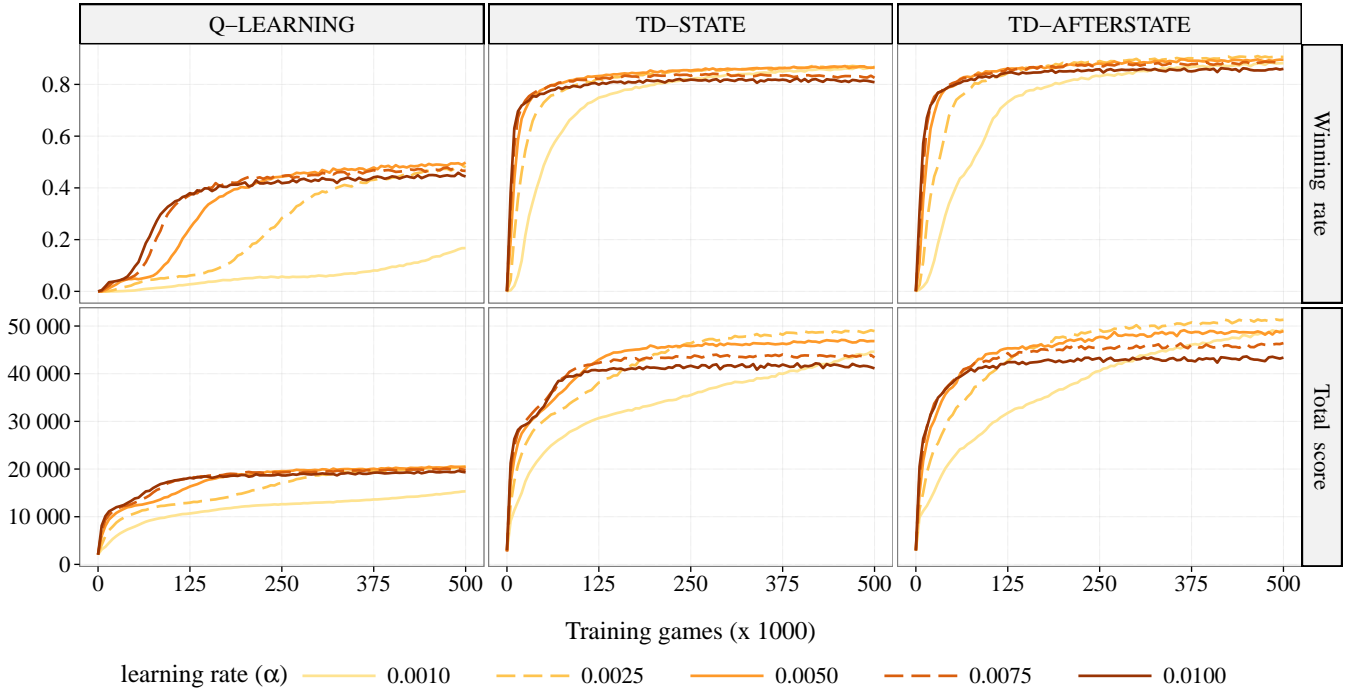 Q−LEARNING TD−STATE TD−AFTERSTATE
0.8
0.6
0.4
0.2
0.0
Winning rate
50 000
40 000
30 000
20 000
10 000
0
Total score
0 125 250 375 500 0 125 250 375 500 0 125 250 375 500
Training games (x 1000)
learning rate (α) 0.0010 0.0025 0.0050 0.0075 0.0100